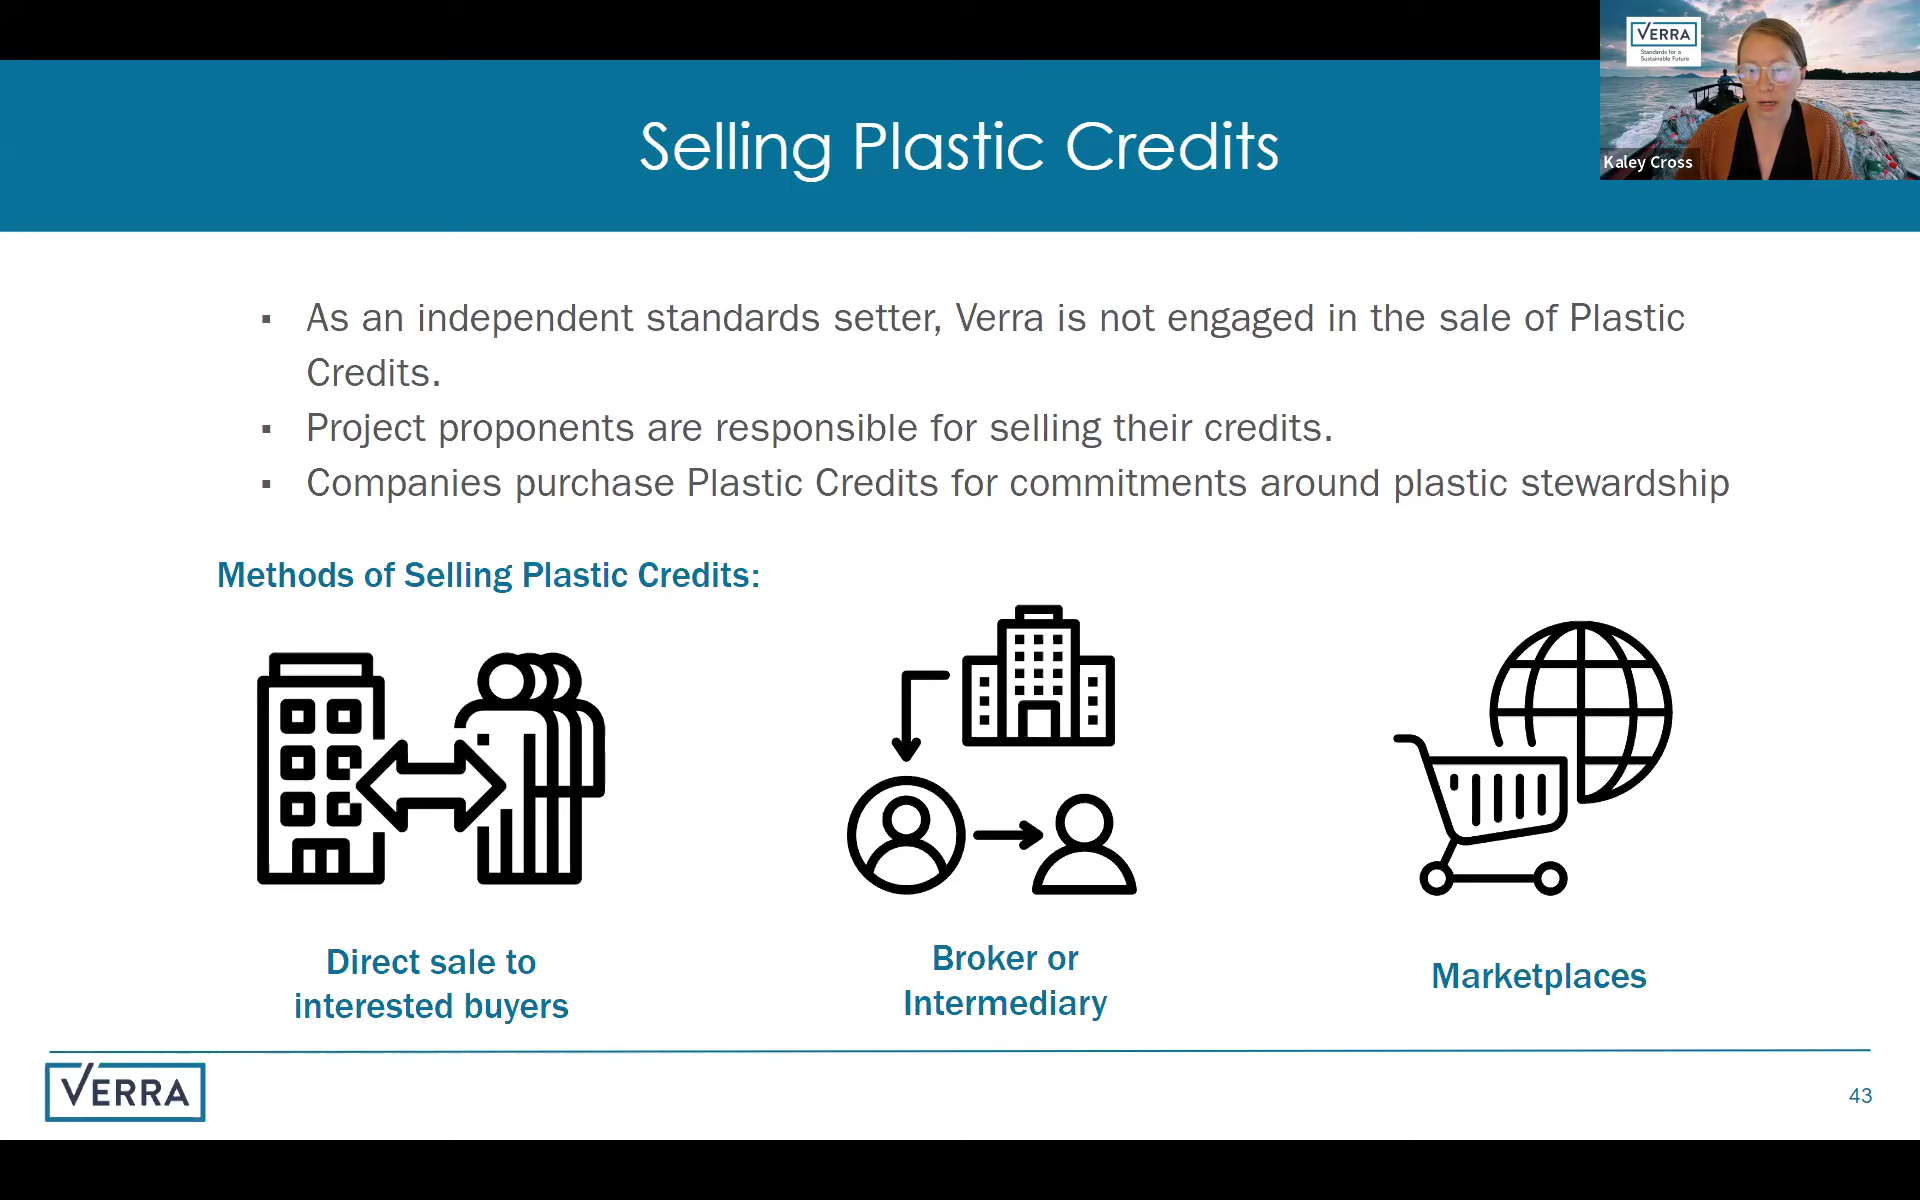 VERRA
Standards for a
Sustainable Future
Kaley Cross
Selling Plastic Credits
▪ As an independent standards setter, Verra is not engaged in the sale of Plastic
Credits.
▪ Project proponents are responsible for selling their credits.
▪ Companies purchase Plastic Credits for commitments around plastic stewardship
Methods of Selling Plastic Credits:
Direct sale to
interested buyers
Broker or
Intermediary
Marketplaces
VERRA
43